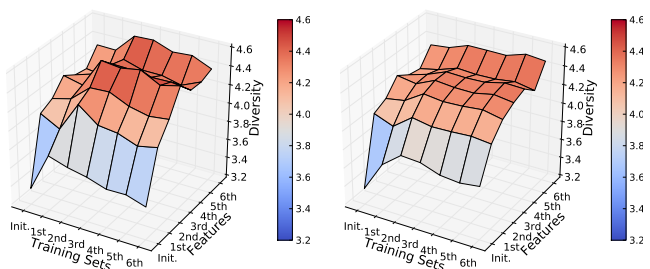 4.6
4.4
4.2
4.0
3.8
3.6
3.4
3.2
Diversity
Init.
1st
2nd
3rd
4th
5th
6th
Training Sets
Init.
1st
2nd
3rd
4th
5th
6th
Features
4.6
4.4
4.2
4.0
3.8
3.6
3.4
3.2
4.6
4.4
4.2
4.0
3.8
3.6
3.4
3.2
Diversity
Init.
1st
2nd
3rd
4th
5th
6th
Training Sets
Init.
1st
2nd
3rd
4th
5th
6th
Features
4.6
4.4
4.2
4.0
3.8
3.6
3.4
3.2